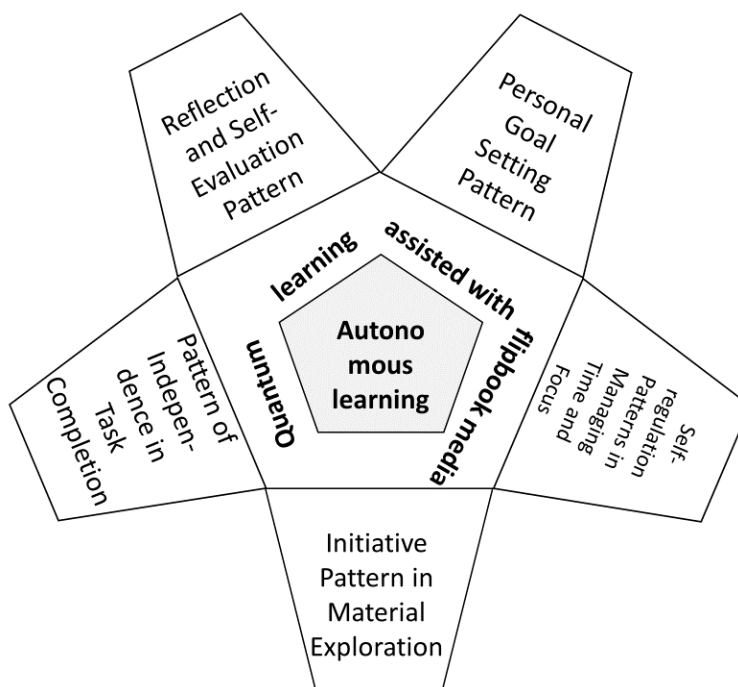 Reflection
and Self-
Evaluation
Pattern
Personal
Goal
Setting
Pattern
Quantum
learning
assisted with
flipbook media
Autono
mous
learning
Pattern of
Indepen-
dence in
Task
Completion
Self-
regulation
Patterns in
Managing
Time and
Focus
Initiative
Pattern in
Material
Exploration